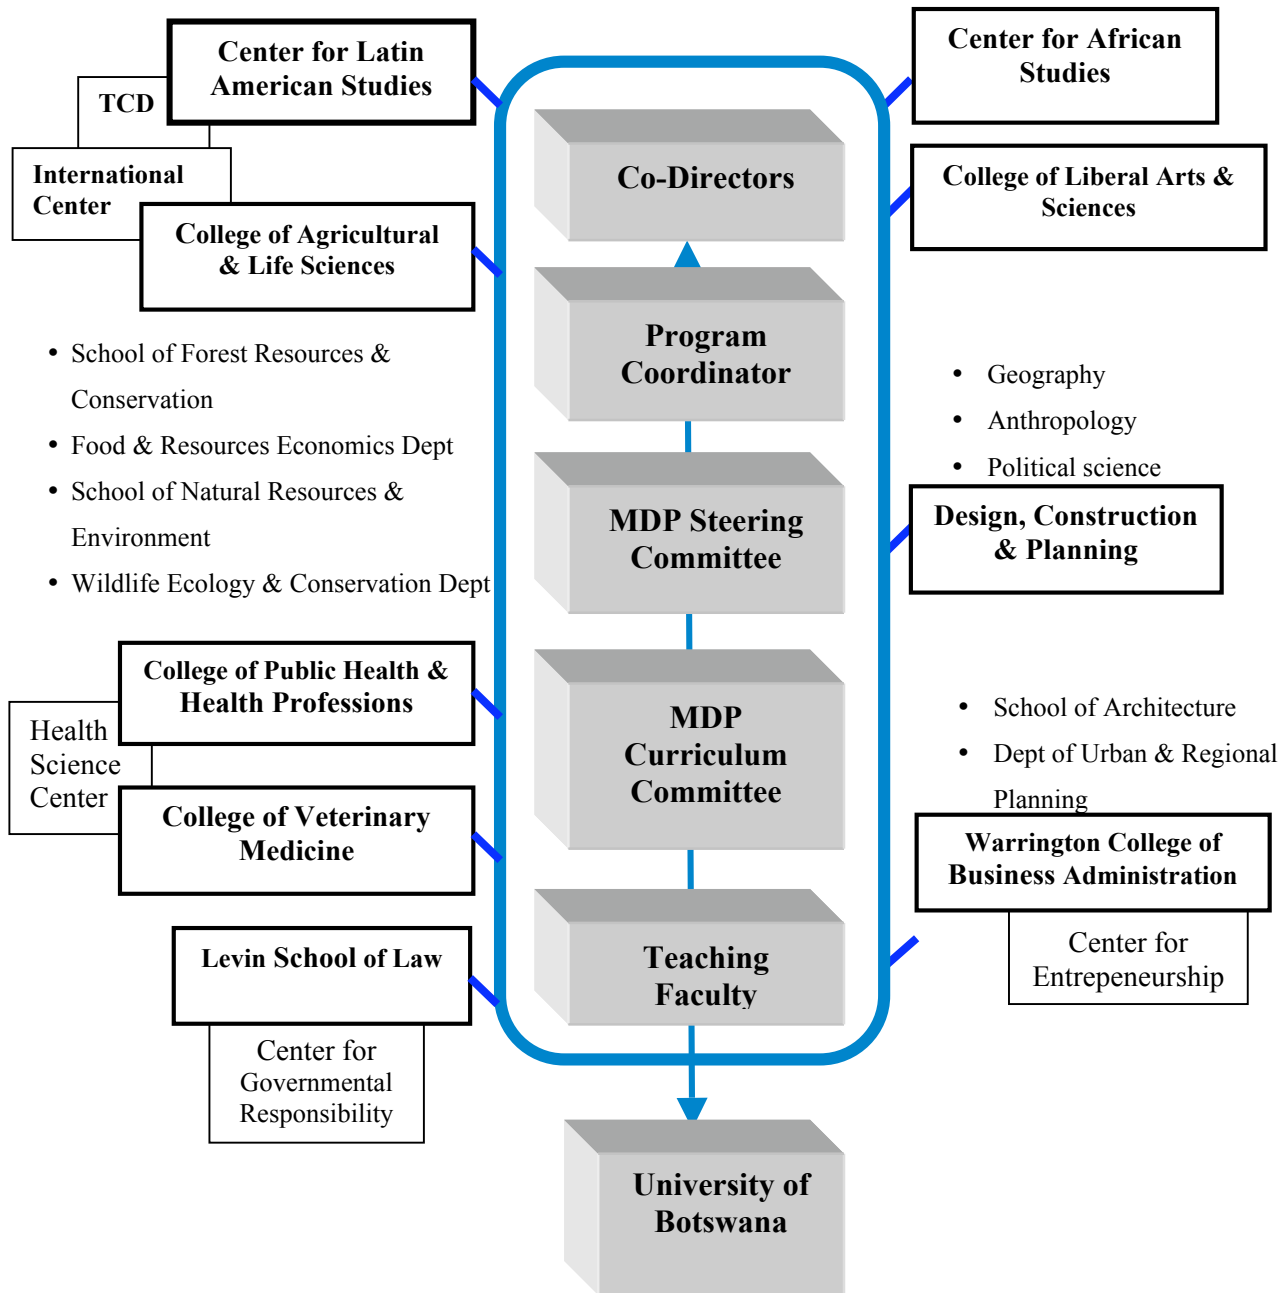 Center for Latin
American Studies
TCD
International
Center
College of Agricultural
& Life Sciences
• School of Forest Resources &
Conservation
• Food & Resources Economics Dept
• School of Natural Resources &
Environment
• Wildlife Ecology & Conservation Dept
College of Public Health &
Health Professions
Health
Science
Center
College of Veterinary
Medicine
Levin School of Law
Center for
Governmental
Responsibility
Co-Directors
Program
Coordinator
MDP Steering
Committee
MDP
Curriculum
Committee
Teaching
Faculty
University of
Botswana
Center for African
Studies
College of Liberal Arts &
Sciences
• Geography
• Anthropology
• Political science
Design, Construction
& Planning
• School of Architecture
• Dept of Urban & Regional
Planning
Warrington College of
Business Administration
Center for
Entrepeneurship